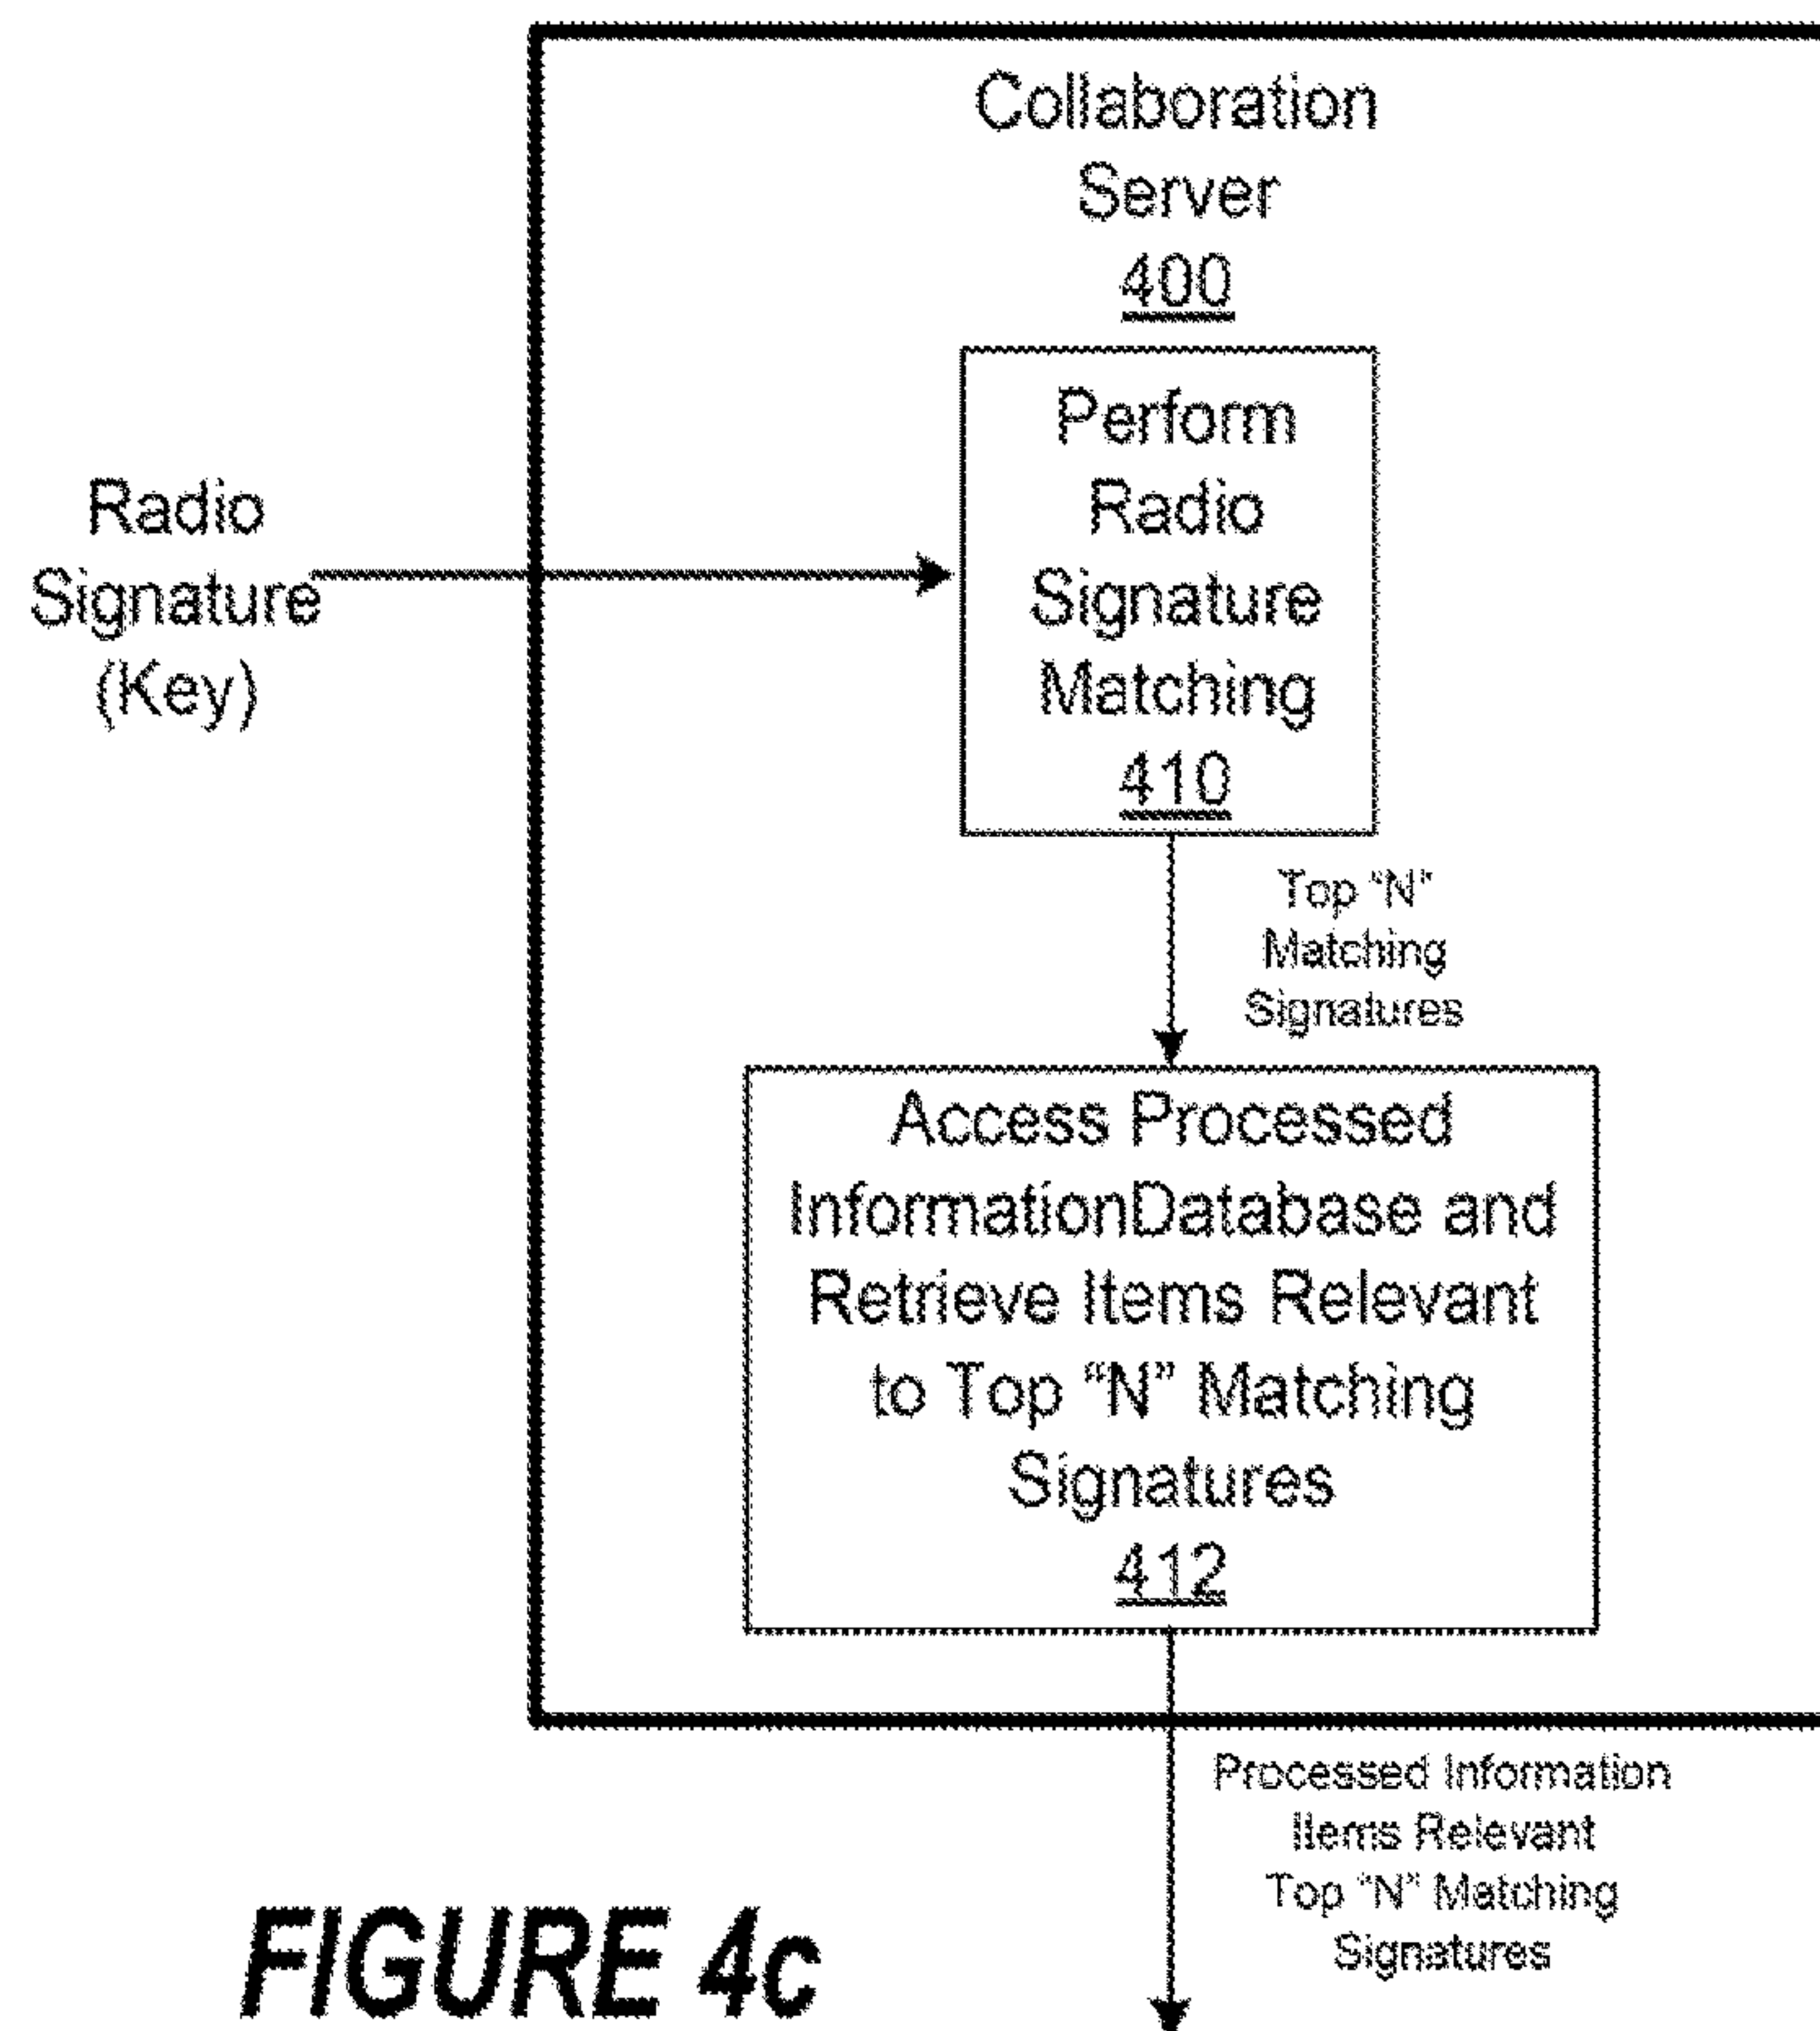 Collaboration
Server
400
Radio
Signature
(Key)
Perform
Radio
Signature
Matching
410
Top “N”
Matching
Signatures
Access Processed
InformationDatabase and
Retrieve Items Relevant
to Top “N” Matching
Signatures
412
Processed Information
Items Relevant
Top “N” Matching
Signatures
FIGURE 4c